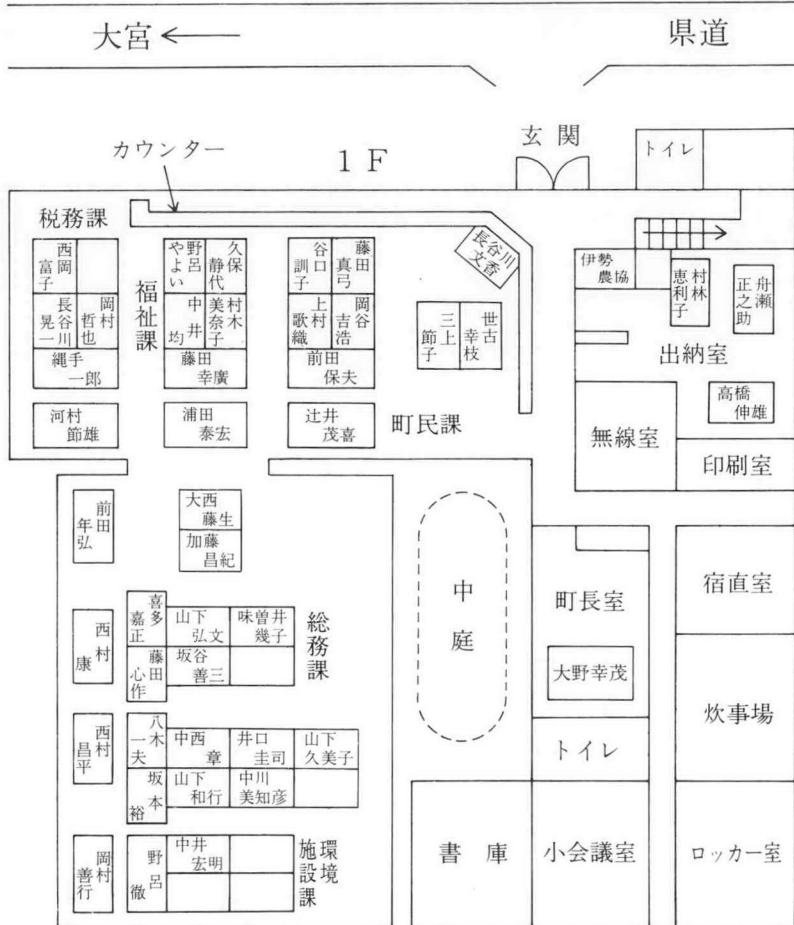 大宮 ←
県道
カウンター
1F
玄関
トイレ
税務課
西岡富子
長谷川晃一
岡村哲也
縄手一郎
河村節雄
福祉課
野呂やよい
久保静代
中井均
村木美奈子
藤田幸廣
浦田泰宏
谷口訓子
藤田真弓
上村歌織
岡谷吉浩
前田保夫
辻井茂喜
町民課
長谷川文香
三上節子
世古幸枝
伊勢農協
村林恵利子
舟瀬正之助
出納室
高橋伸雄
無線室
印刷室
前田年弘
大西藤生
加藤昌紀
西村康
喜多嘉正
山下弘文
味曽井幾子
藤田心作
坂谷善三
総務課
西村昌平
八木一夫
中西章
井口圭司
山下久美子
坂本裕
山下和行
中川美知彦
岡村善行
野呂徹
中井宏明
環境施設課
中庭
町長室
大野幸茂
トイレ
宿直室
炊事場
書庫
小会議室
ロッカー室